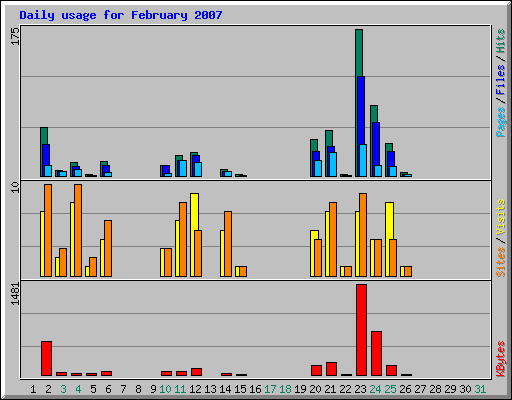 Daily usage for February 2007
175
10
1481
Pages / Files / Hits
Sites / Visits
KBytes
1 2 3 4 5 6 7 8 9 10 11 12 13 14 15 16 17 18 19 20 21 22 23 24 25 26 27 28 29 30 31